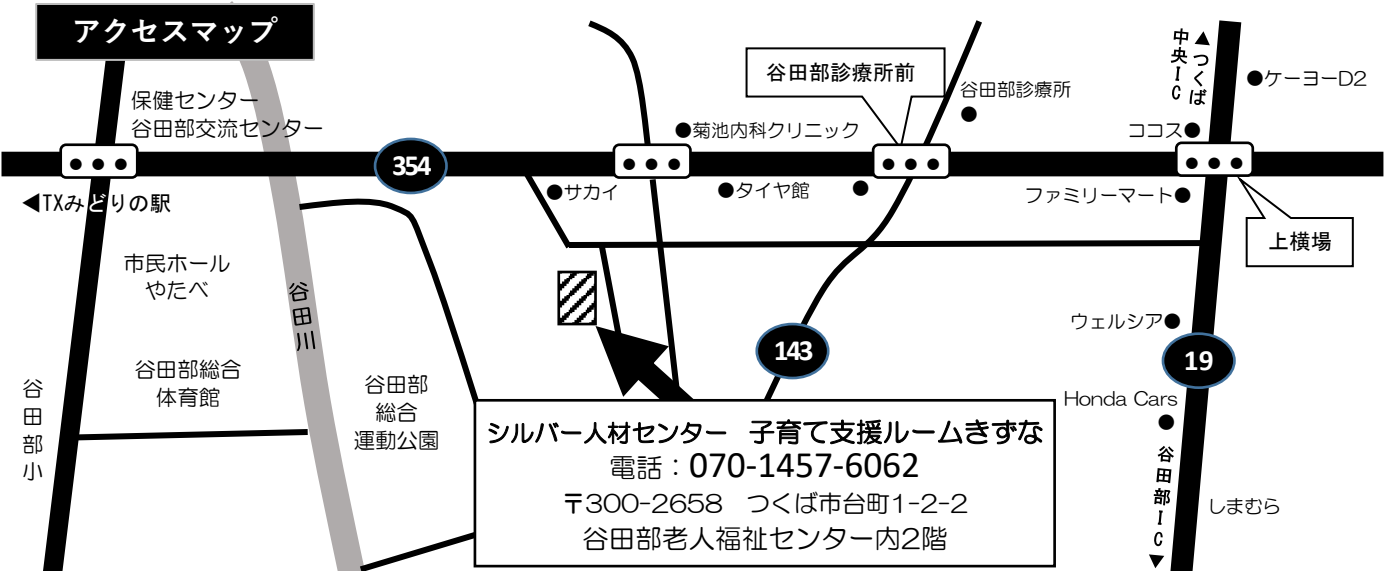 アクセスマップ
保健センター
谷田部交流センター
354
◀TXみどりの駅
市民ホール
やたべ
谷田川
谷田部総合
体育館
谷田部小
谷田部
総合
運動公園
●サカイ
●菊池内科クリニック
●タイヤ館
谷田部診療所前
谷田部診療所
▲つくば
中央IC
●ケーヨーD2
ココス●
ファミリーマート●
上横場
ウェルシア●
143
19
Honda Cars
谷田部IC▼
しまむら
シルバー人材センター 子育て支援ルームきずな
電話：070-1457-6062
〒300-2658 つくば市台町1-2-2
谷田部老人福祉センター内2階